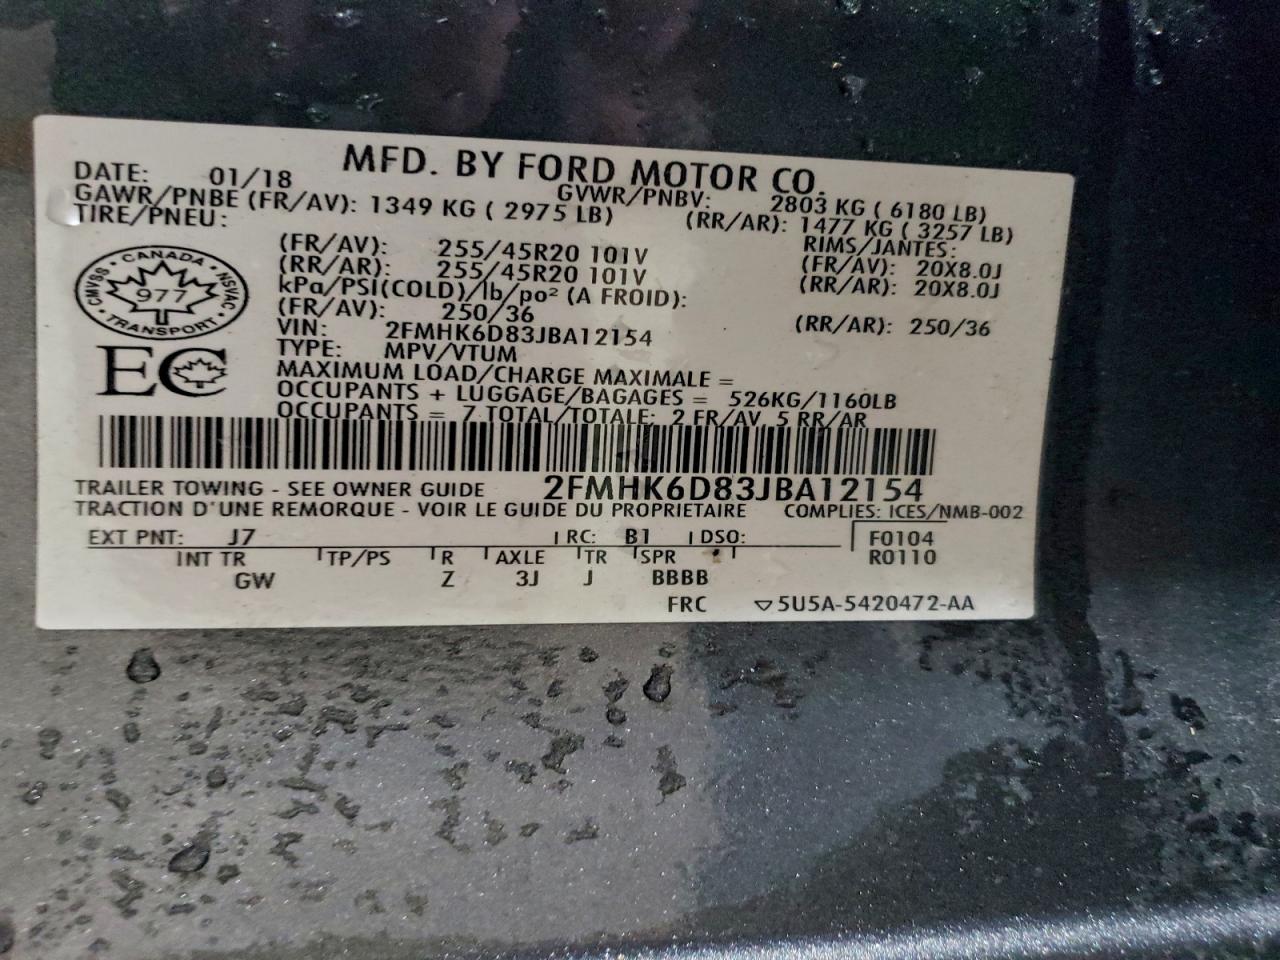 MFD. BY FORD MOTOR CO.
DATE: 01/18 GVWR/PNBV: 2803 KG ( 6180 LB)
GAWR/PNBE (FR/AV): 1349 KG ( 2975 LB) (RR/AR): 1477 KG ( 3257 LB)
TIRE/PNEU: RIMS/JANTES:
(FR/AV): 255/45R20 101V (FR/AV): 20X8.0J
(RR/AR): 255/45R20 101V (RR/AR): 20X8.0J
kPa/PSI(COLD)/lb/po² (A FROID):
(FR/AV): 250/36 (RR/AR): 250/36
VIN: 2FMHK6D83JBA12154
TYPE: MPV/VTUM
MAXIMUM LOAD/CHARGE MAXIMALE =
OCCUPANTS + LUGGAGE/BAGAGES = 526KG/1160LB
OCCUPANTS = 7 TOTAL/TOTALE: 2 FR/AV, 5 RR/AR
CANADA
CMVSS NSVAC
977
TRANSPORT
EC
2FMHK6D83JBA12154
TRAILER TOWING - SEE OWNER GUIDE
TRACTION D'UNE REMORQUE - VOIR LE GUIDE DU PROPRIETAIRE COMPLIES: ICES/NMB-002
EXT PNT: J7 RC: B1 DSO: F0104
INT TR TP/PS R AXLE TR SPR R0110
GW Z 3J J BBBB
FRC ▽5U5A-5420472-AA